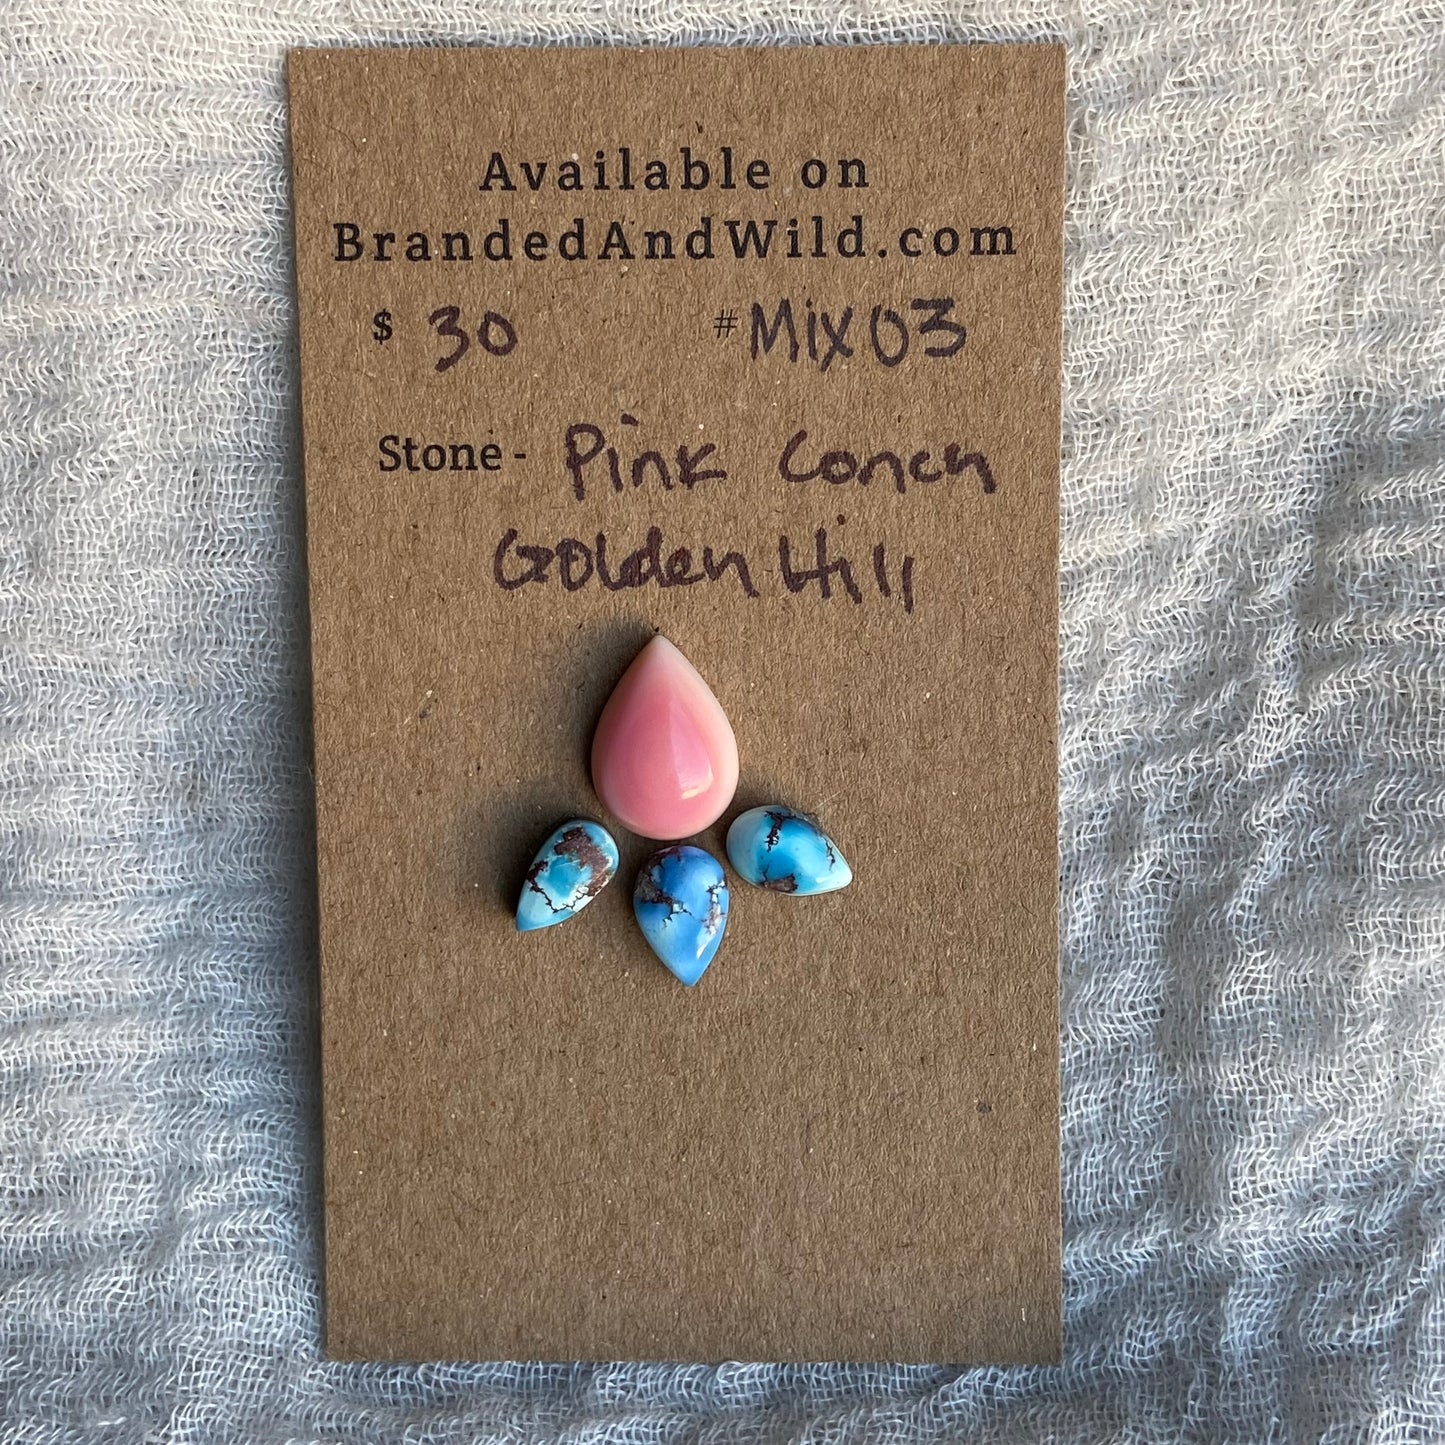 Available on
BrandedAndWild.com
$ 30 #Mix03
Stone - Pink Conch
Golden Hill